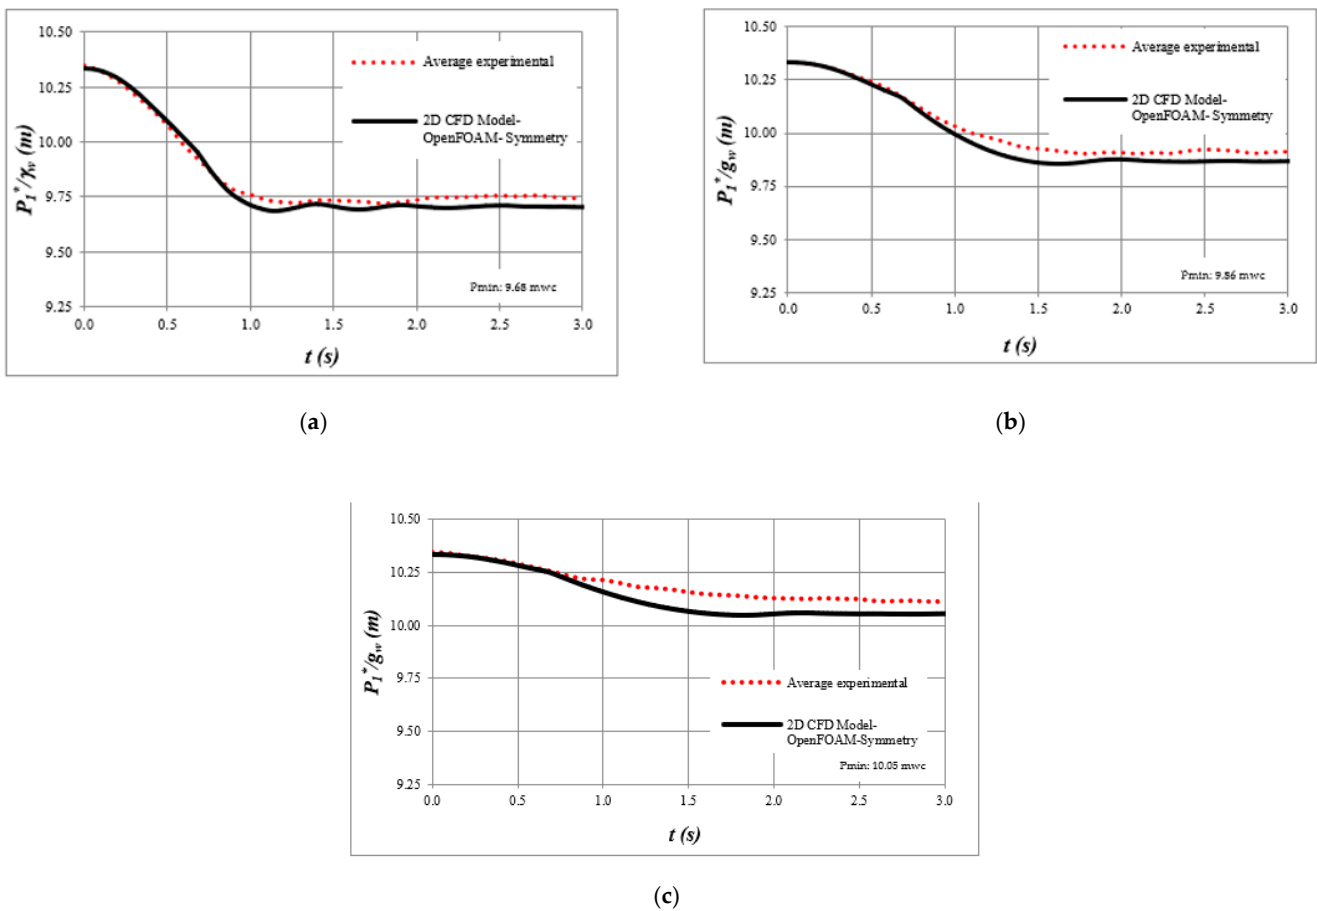 10.50
10.25
10.00
9.75
9.50
9.25
P₁*/γw (m)
Average experimental
2D CFD Model-
OpenFOAM- Symmetry
Pmin: 9.68 mwc
0.0 0.5 1.0 1.5 2.0 2.5 3.0
t (s)
(a)
10.50
10.25
10.00
9.75
9.50
9.25
P₁*/gw (m)
Average experimental
2D CFD Model-
OpenFOAM- Symmetry
Pmin: 9.86 mwc
0.0 0.5 1.0 1.5 2.0 2.5 3.0
t (s)
(b)
10.50
10.25
10.00
9.75
9.50
9.25
P₁*/gw (m)
Average experimental
2D CFD Model-
OpenFOAM-Symmetry
Pmin: 10.05 mwc
0.0 0.5 1.0 1.5 2.0 2.5 3.0
t (s)
(c)